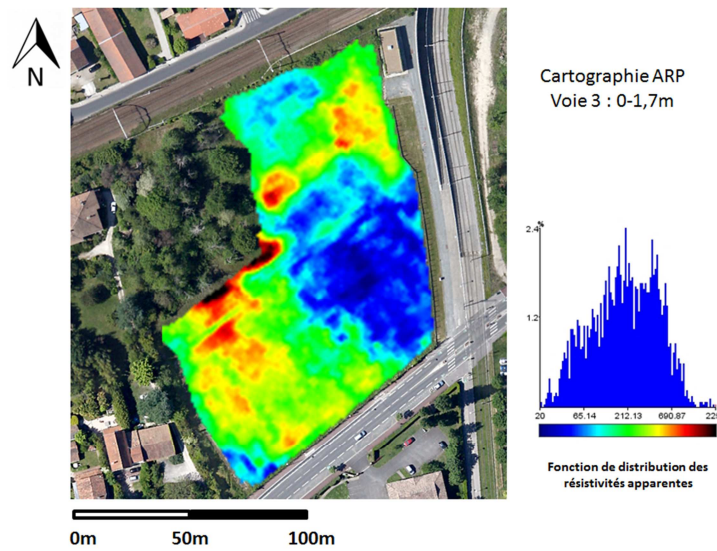 Cartographie ARP
Voie 3 : 0-1,7m
N
%
2.4
1.2
20 65.14 212.13 690.87 22
Fonction de distribution des
résistivités apparentes
0m 50m 100m